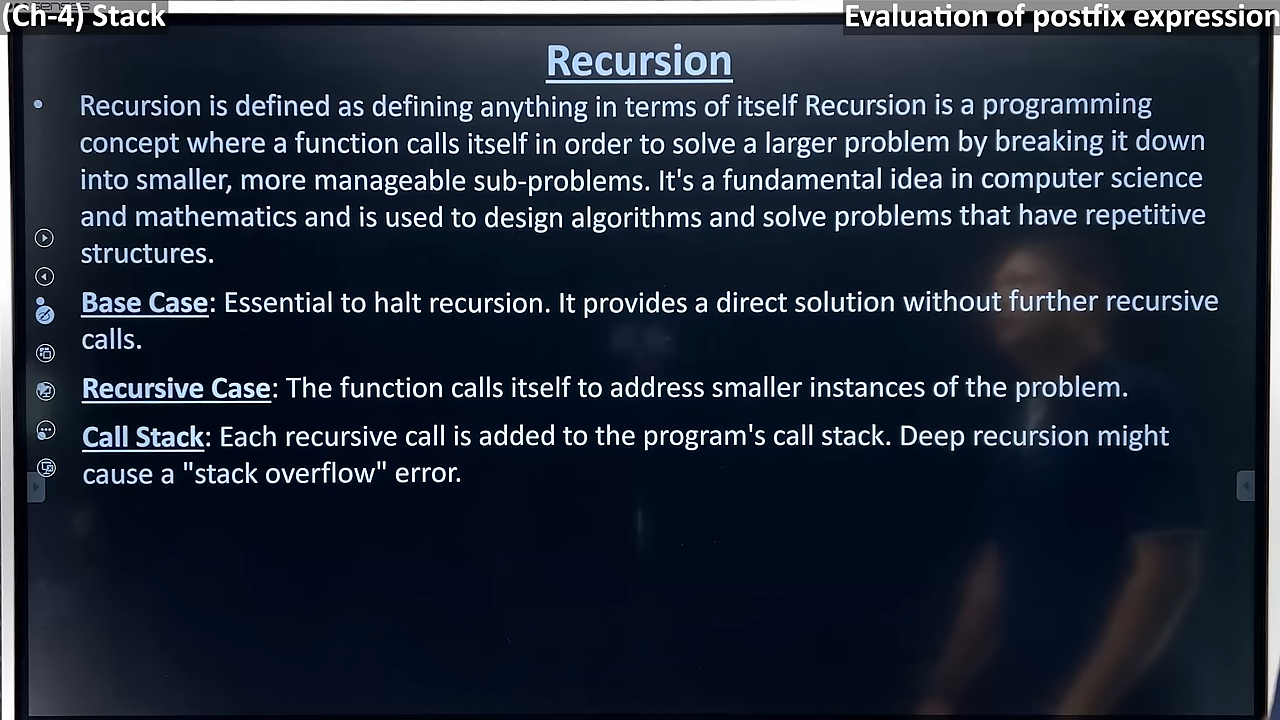 (Ch-4) Stack
Evaluation of postfix expression
Recursion
• Recursion is defined as defining anything in terms of itself Recursion is a programming
concept where a function calls itself in order to solve a larger problem by breaking it down
into smaller, more manageable sub-problems. It's a fundamental idea in computer science
and mathematics and is used to design algorithms and solve problems that have repetitive
structures.
Base Case: Essential to halt recursion. It provides a direct solution without further recursive
calls.
Recursive Case: The function calls itself to address smaller instances of the problem.
Call Stack: Each recursive call is added to the program's call stack. Deep recursion might
cause a "stack overflow" error.